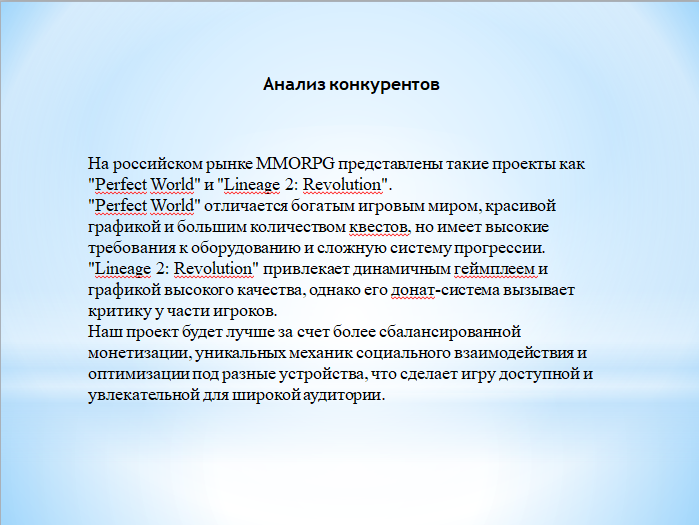 Анализ конкурентов
На российском рынке MMORPG представлены такие проекты как
"Perfect World" и "Lineage 2: Revolution".
"Perfect World" отличается богатым игровым миром, красивой
графикой и большим количеством квестов, но имеет высокие
требования к оборудованию и сложную систему прогрессии.
"Lineage 2: Revolution" привлекает динамичным геймплеем и
графикой высокого качества, однако его донат-система вызывает
критику у части игроков.
Наш проект будет лучше за счет более сбалансированной
монетизации, уникальных механик социального взаимодействия и
оптимизации под разные устройства, что сделает игру доступной и
увлекательной для широкой аудитории.